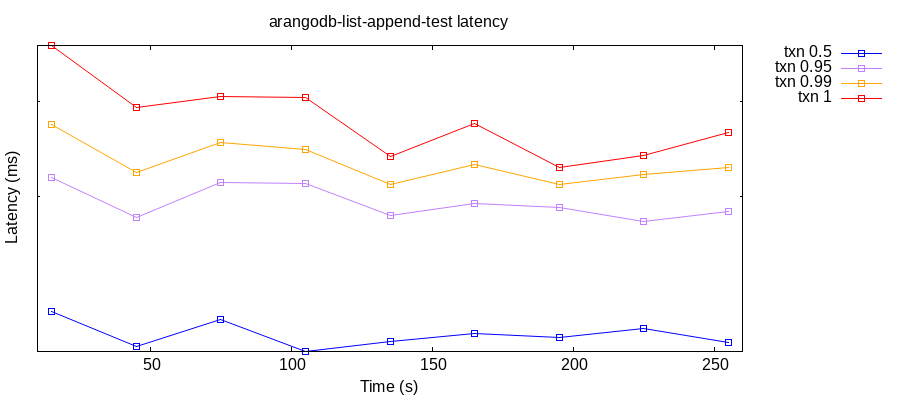 arangodb-list-append-test latency
txn 0.5
txn 0.95
txn 0.99
txn 1
Latency (ms)
50 100 150 200 250
Time (s)